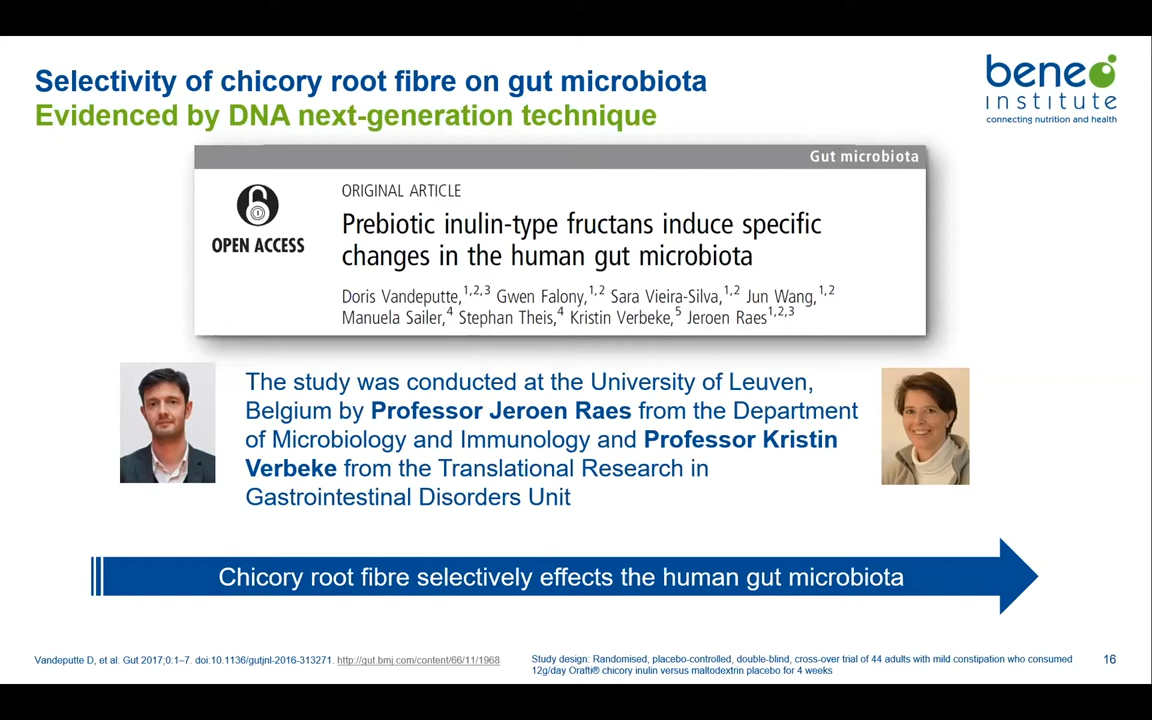 Selectivity of chicory root fibre on gut microbiota
Evidenced by DNA next-generation technique
beneo
institute
connecting nutrition and health
Gut microbiota
OPEN ACCESS
ORIGINAL ARTICLE
Prebiotic inulin-type fructans induce specific
changes in the human gut microbiota
Doris Vandeputte,1,2,3 Gwen Falony,1,2 Sara Vieira-Silva,1,2 Jun Wang,1,2
Manuela Sailer,4 Stephan Theis,4 Kristin Verbeke,5 Jeroen Raes1,2,3
The study was conducted at the University of Leuven,
Belgium by Professor Jeroen Raes from the Department
of Microbiology and Immunology and Professor Kristin
Verbeke from the Translational Research in
Gastrointestinal Disorders Unit
Chicory root fibre selectively effects the human gut microbiota
Vandeputte D, et al. Gut 2017;0:1–7. doi:10.1136/gutjnl-2016-313271. http://gut.bmj.com/content/66/11/1968
Study design: Randomised, placebo-controlled, double-blind, cross-over trial of 44 adults with mild constipation who consumed
12g/day Orafti® chicory inulin versus maltodextrin placebo for 4 weeks
16